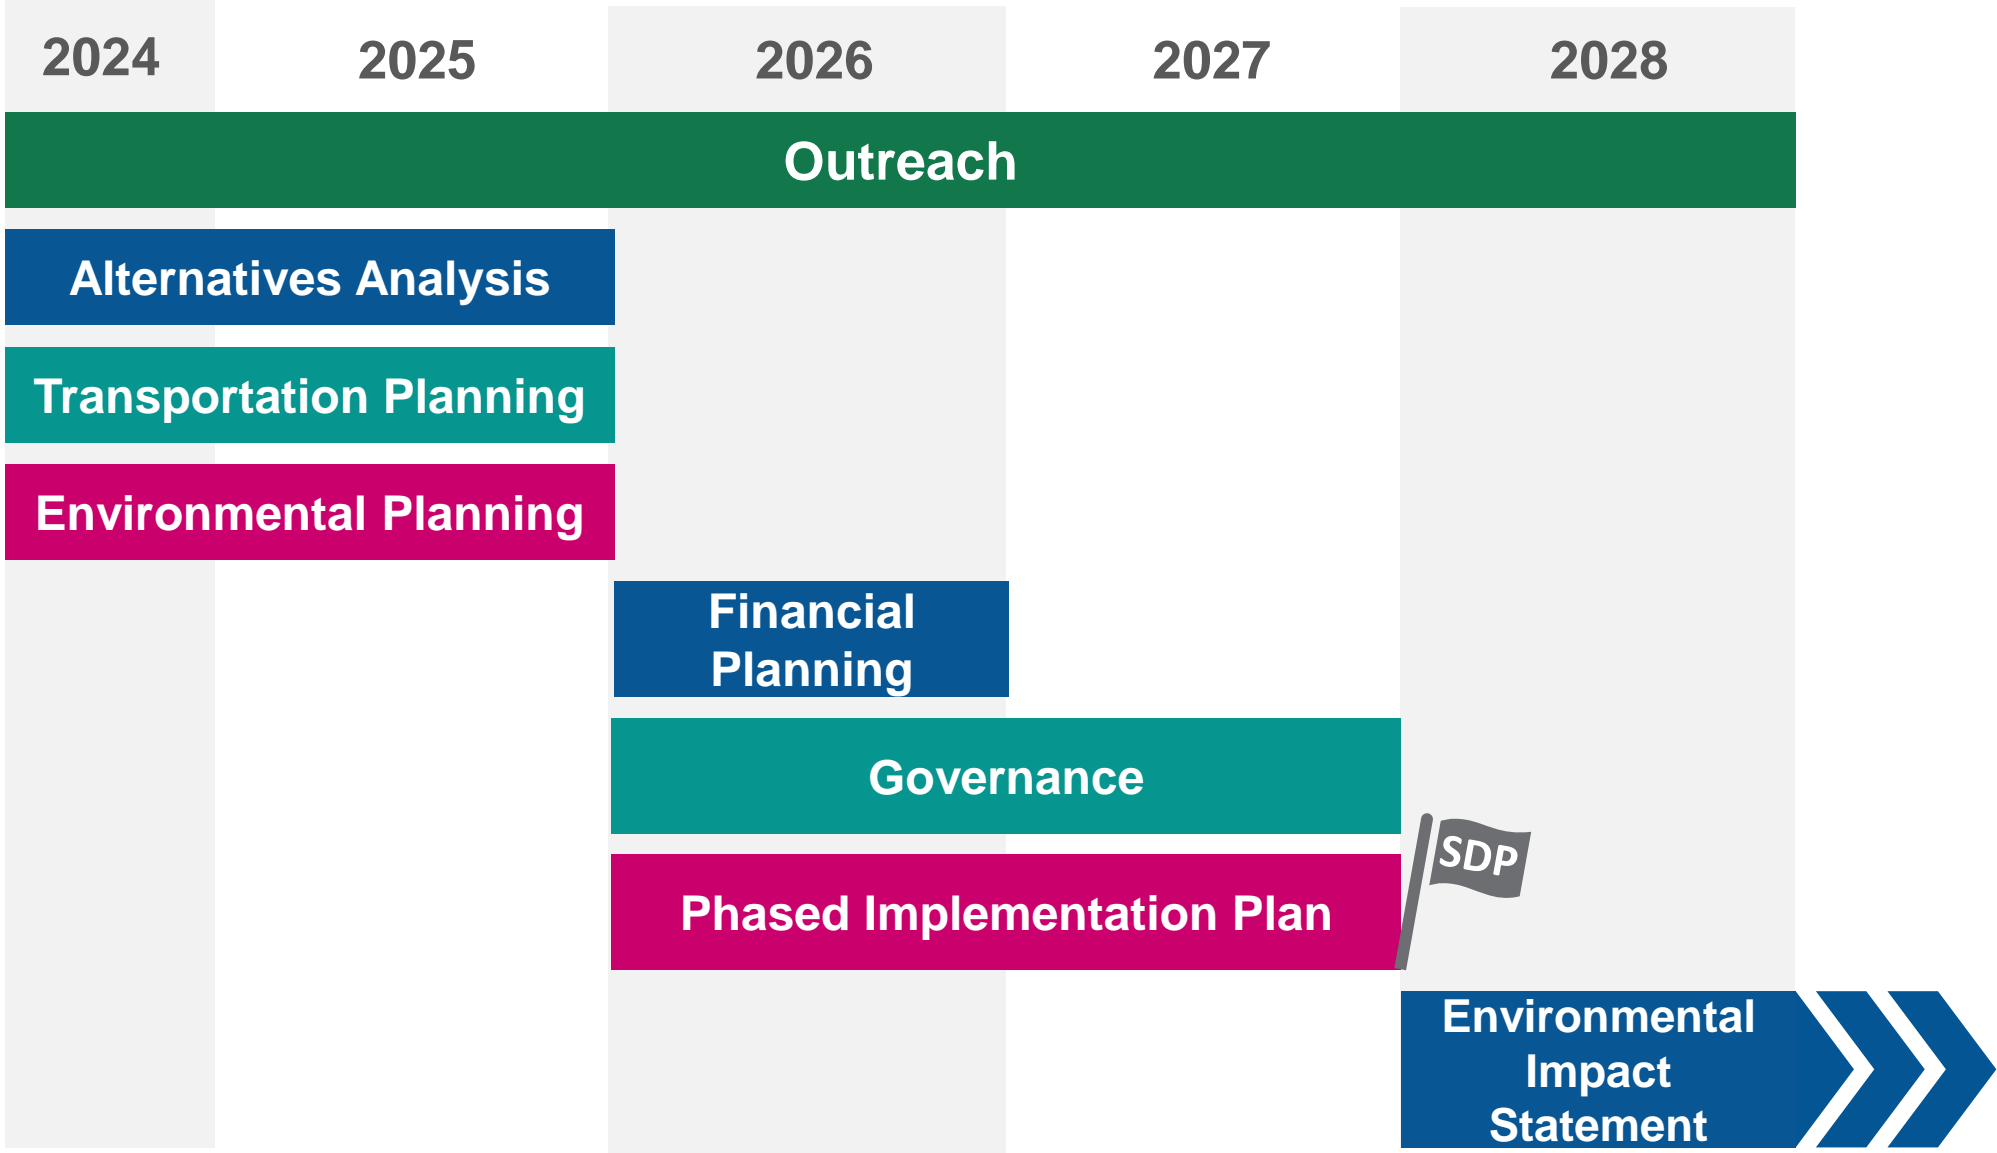 2024 2025 2026 2027 2028
Outreach
Alternatives Analysis
Transportation Planning
Environmental Planning
Financial
Planning
Governance
SDP
Phased Implementation Plan
Environmental
Impact
Statement